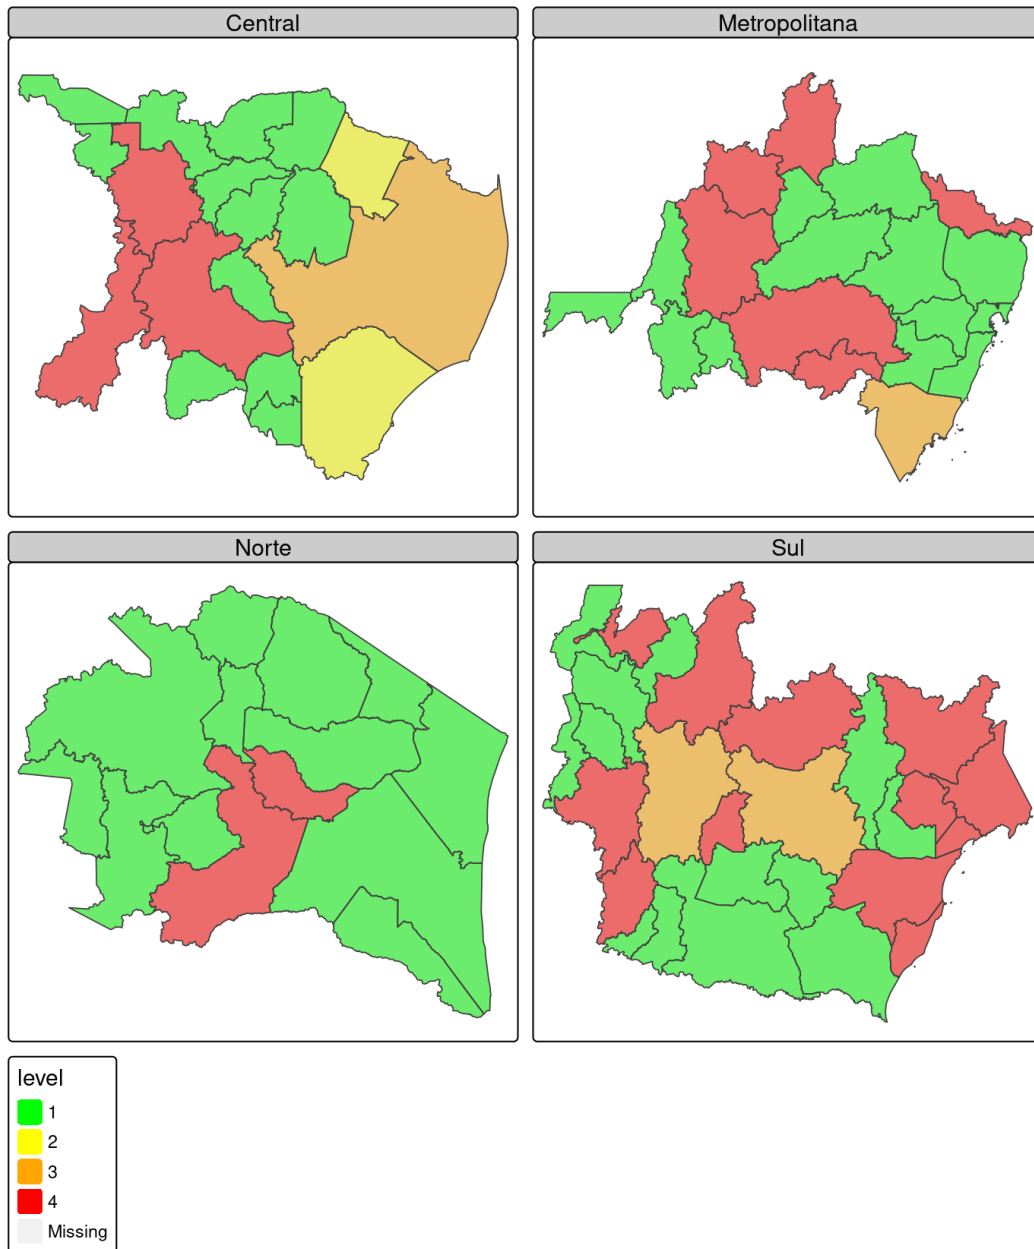 Central
Metropolitana
Norte
Sul
level
1
2
3
4
Missing